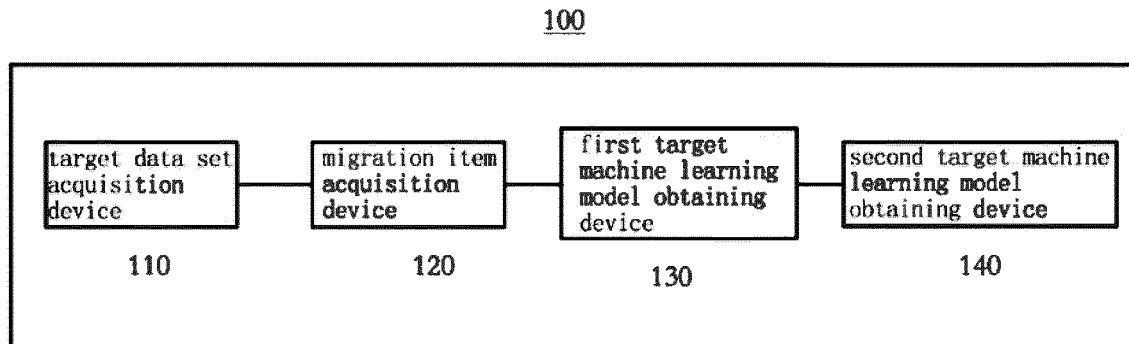 100
target data set
acquisition
device
migration item
acquisition
device
first target
machine learning
model obtaining
device
second target machine
learning model
obtaining device
110
120
130
140